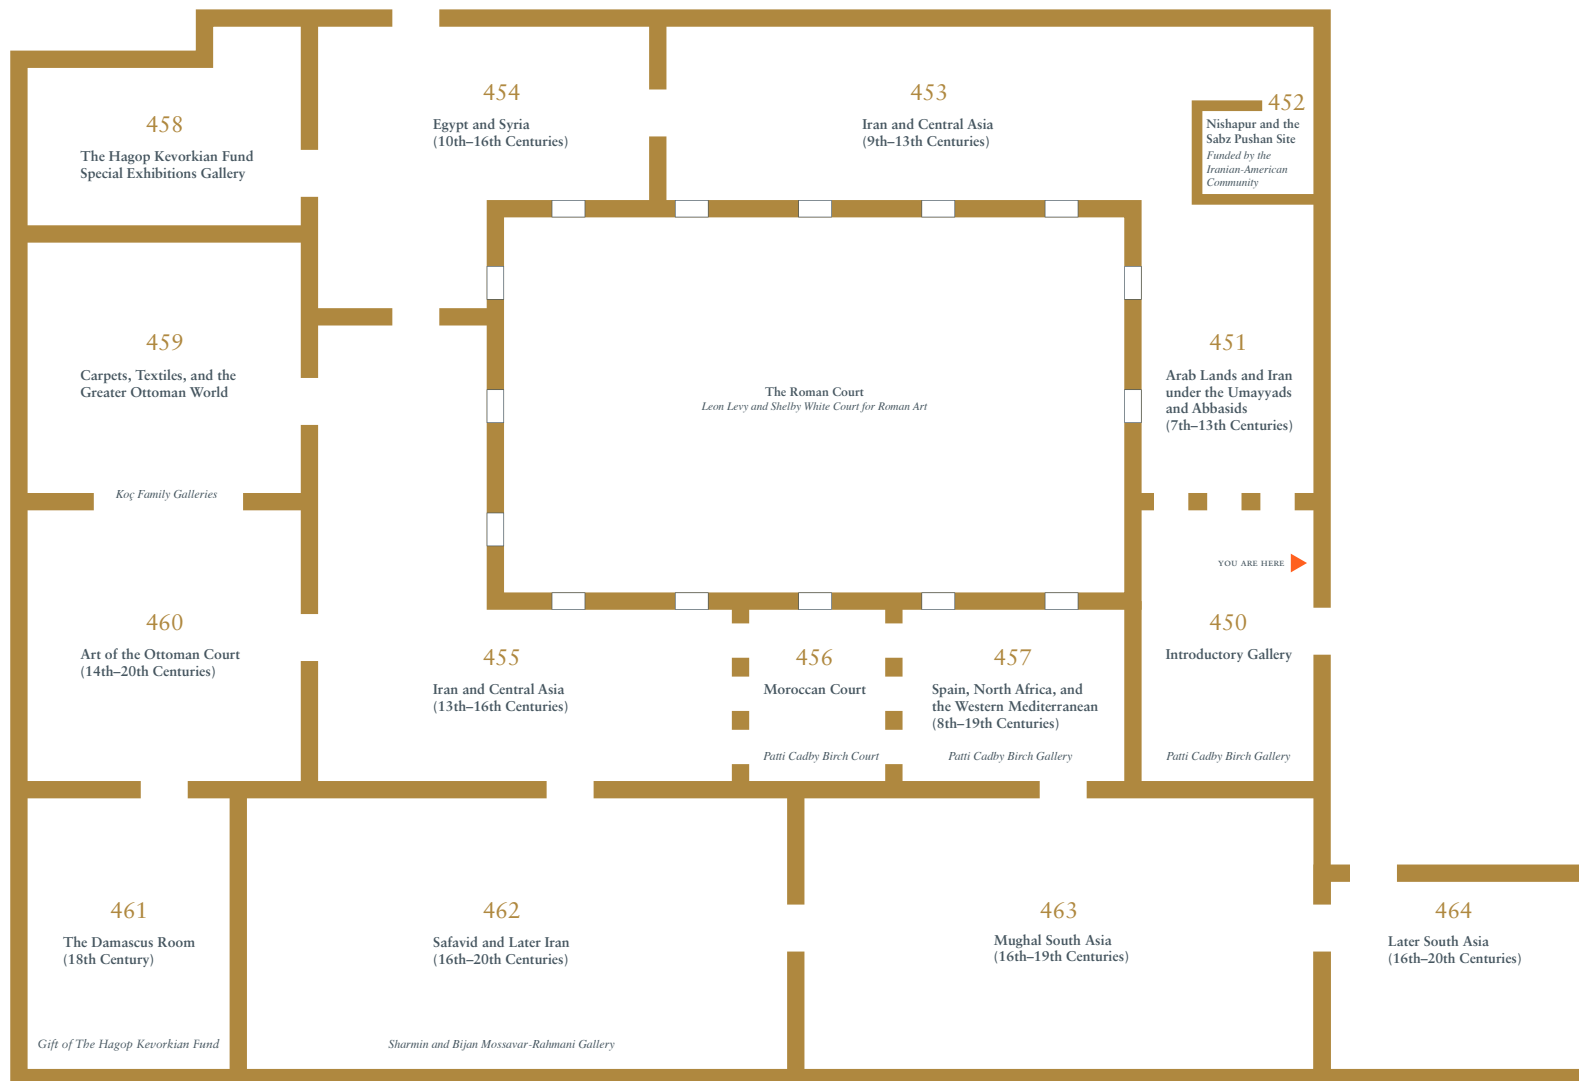 454
Egypt and Syria
(10th–16th Centuries)
453
Iran and Central Asia
(9th–13th Centuries)
452
Nishapur and the
Sabz Pushan Site
Funded by the
Iranian-American
Community
458
The Hagop Kevorkian Fund
Special Exhibitions Gallery
459
Carpets, Textiles, and the
Greater Ottoman World
Koç Family Galleries
The Roman Court
Leon Levy and Shelby White Court for Roman Art
451
Arab Lands and Iran
under the Umayyads
and Abbasids
(7th–13th Centuries)
YOU ARE HERE
450
Introductory Gallery
Patti Cadby Birch Gallery
460
Art of the Ottoman Court
(14th–20th Centuries)
455
Iran and Central Asia
(13th–16th Centuries)
456
Moroccan Court
Patti Cadby Birch Court
457
Spain, North Africa, and
the Western Mediterranean
(8th–19th Centuries)
Patti Cadby Birch Gallery
461
The Damascus Room
(18th Century)
Gift of The Hagop Kevorkian Fund
462
Safavid and Later Iran
(16th–20th Centuries)
Sharmin and Bijan Mossavar-Rahmani Gallery
463
Mughal South Asia
(16th–19th Centuries)
464
Later South Asia
(16th–20th Centuries)